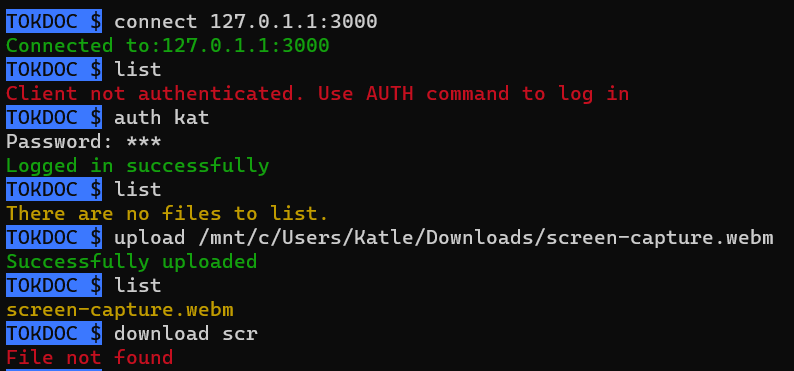 TOKDOC $ connect 127.0.1.1:3000
Connected to:127.0.1.1:3000
TOKDOC $ list
Client not authenticated. Use AUTH command to log in
TOKDOC $ auth kat
Password: ***
Logged in successfully
TOKDOC $ list
There are no files to list.
TOKDOC $ upload /mnt/c/Users/Katle/Downloads/screen-capture.webm
Successfully uploaded
TOKDOC $ list
screen-capture.webm
TOKDOC $ download scr
File not found